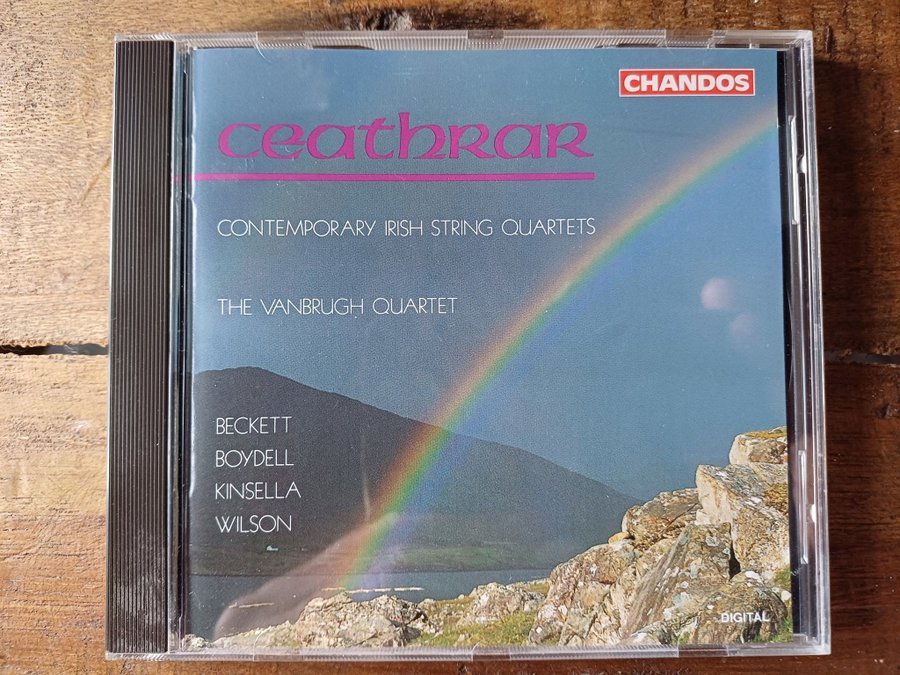 CHANDOS
Ceathrar
CONTEMPORARY IRISH STRING QUARTETS
THE VANBRUGH QUARTET
BECKETT
BOYDELL
KINSELLA
WILSON
DIGITAL